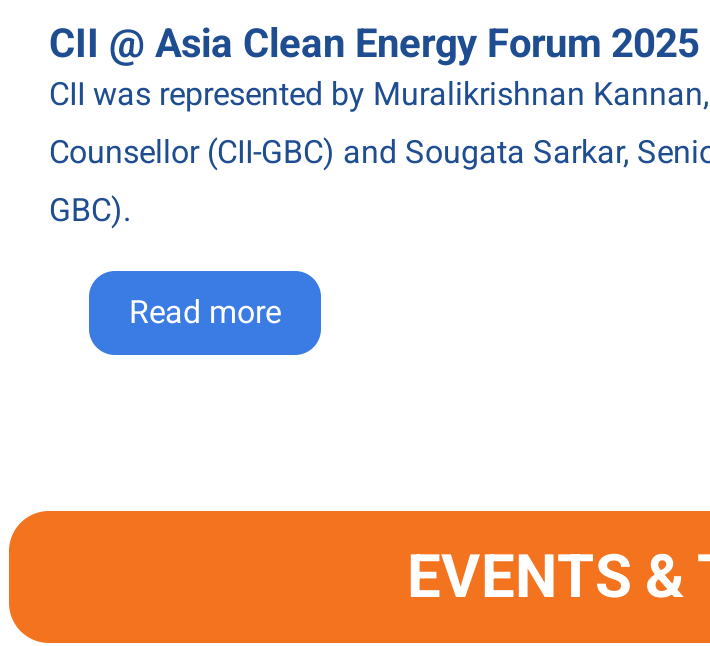 CII @ Asia Clean Energy Forum 2025
CII was represented by Muralikrishnan Kannan,
Counsellor (CII-GBC) and Sougata Sarkar,
GBC).
Read more
EVENTS &